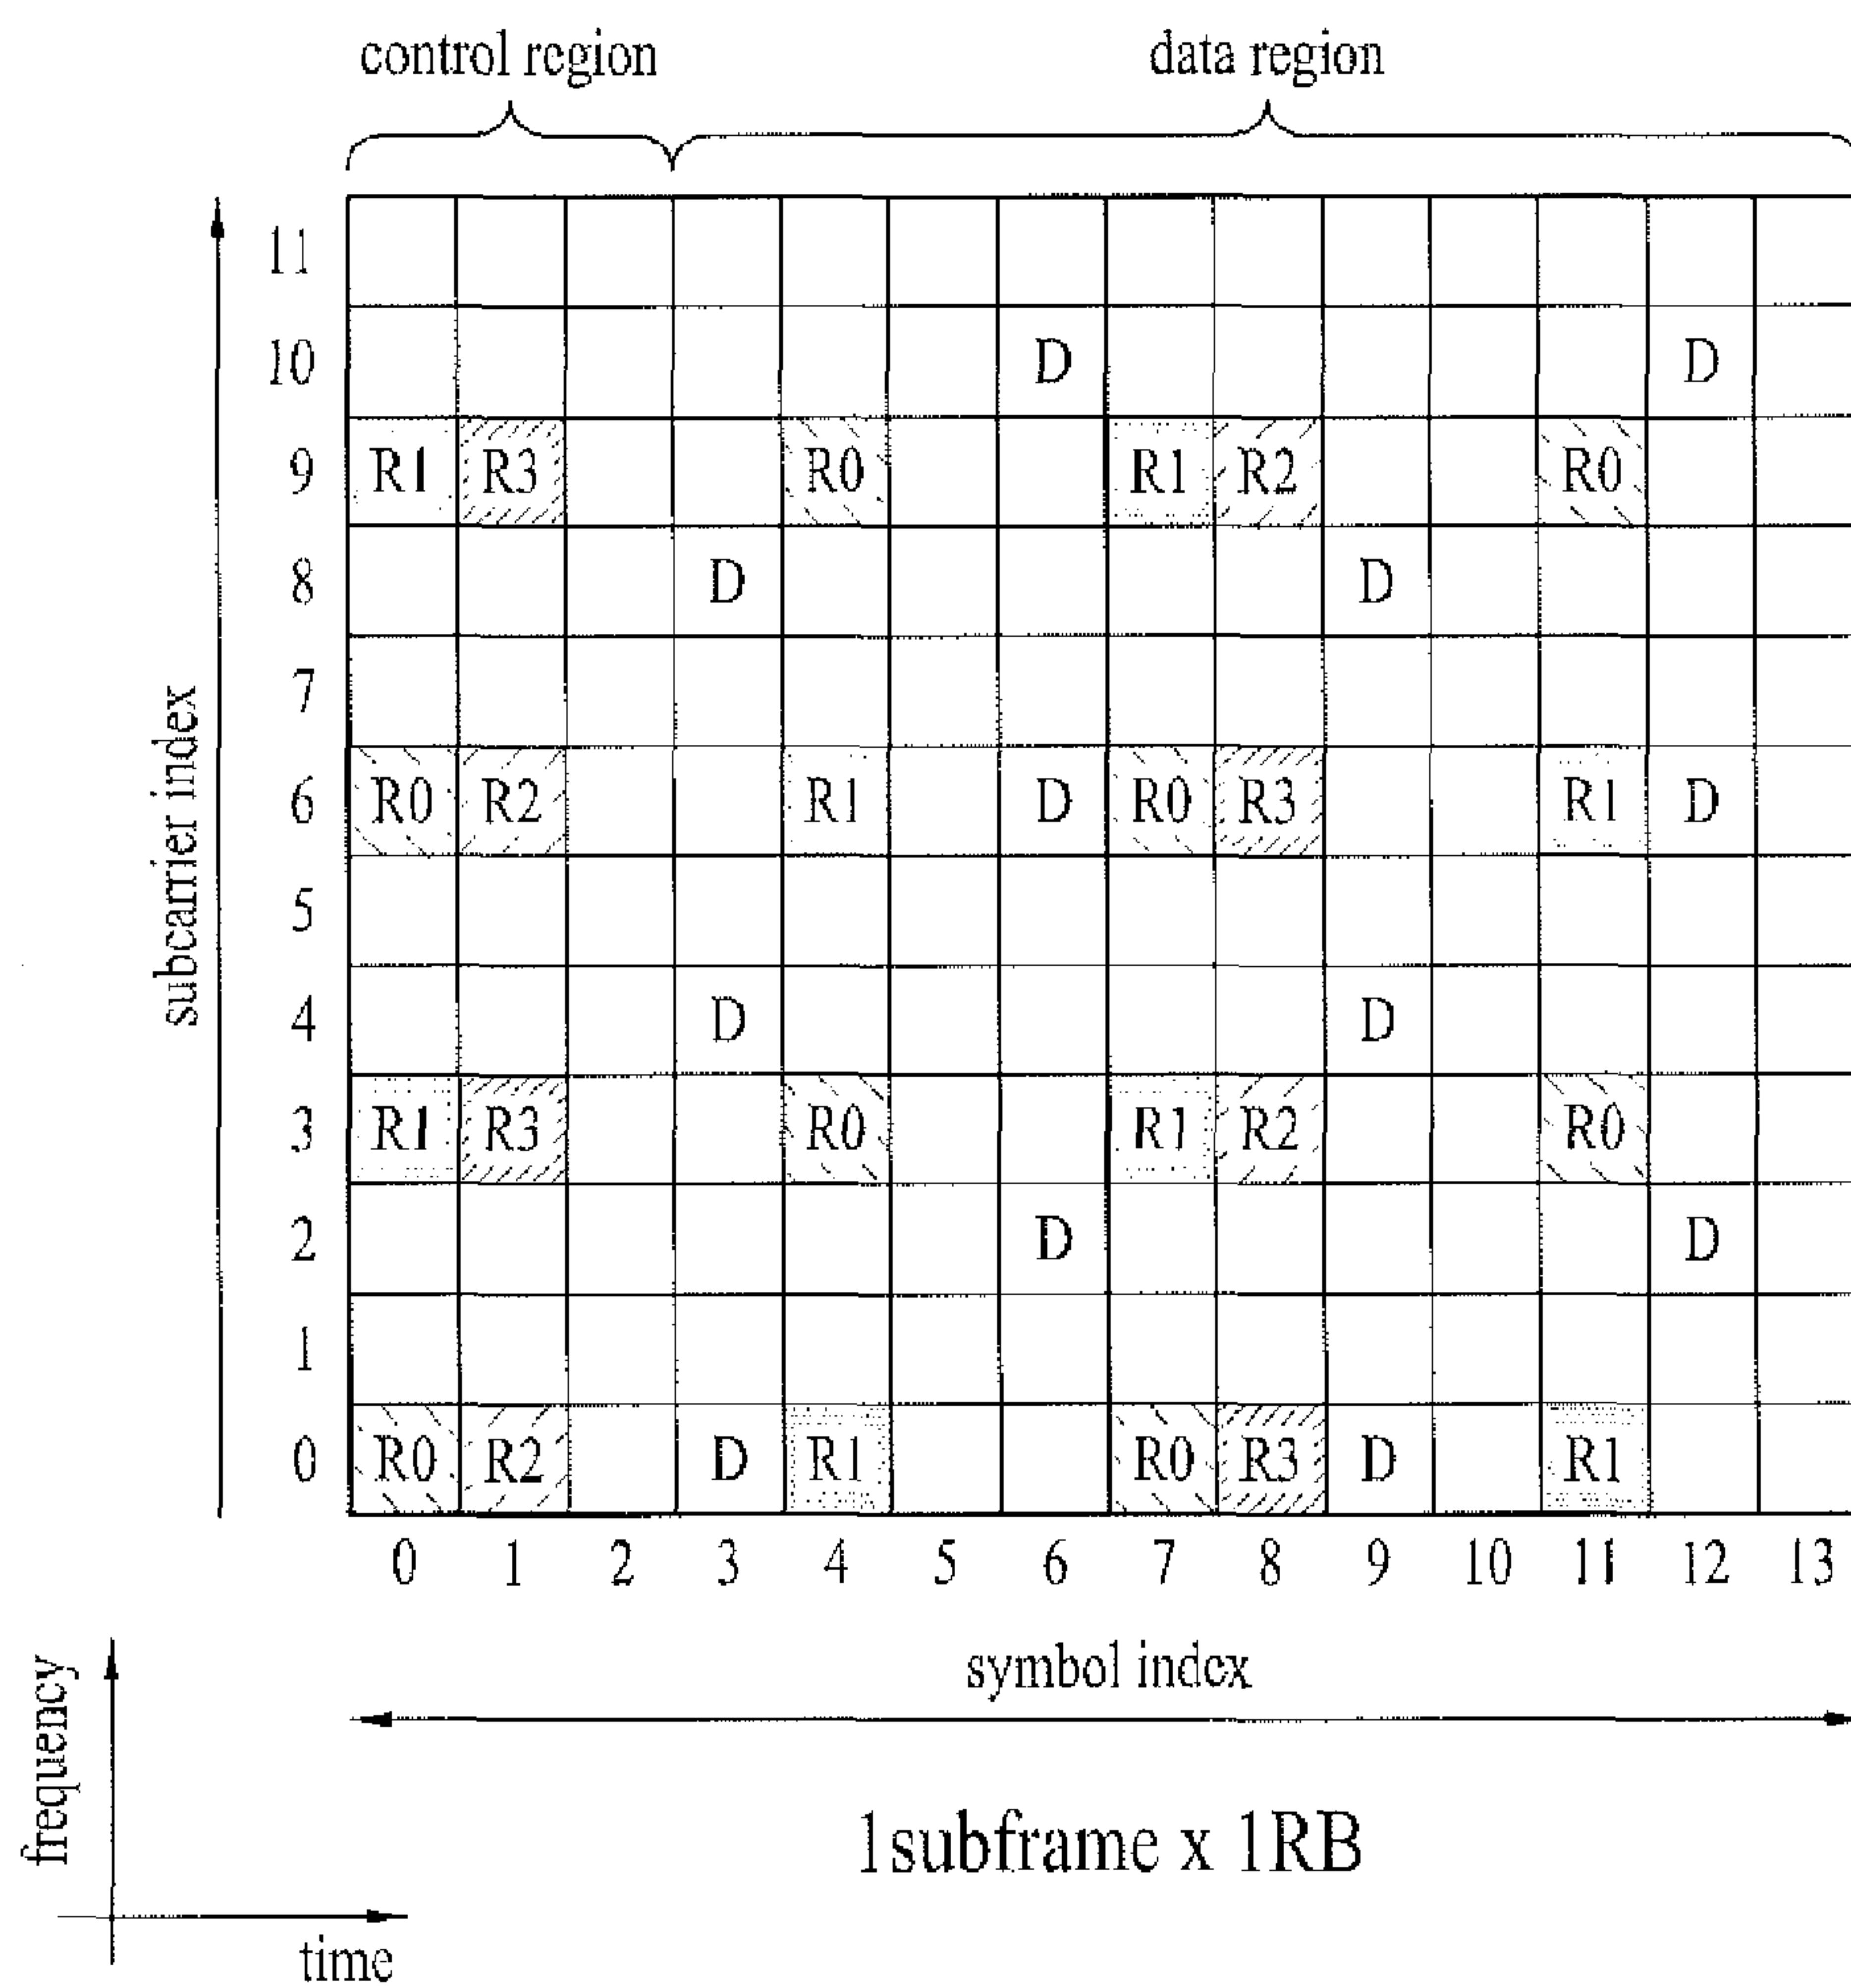 control region data region
11
10 D D
9 R1 R3 R0 R1 R2 R0
8 D D
7
6 R0 R2 R1 D R0 R3 R1 D
5
4 D D
3 R1 R3 R0 R1 R2 R0
2 D D
1
0 R0 R2 D R1 R0 R3 D R1
subcarrier index
0 1 2 3 4 5 6 7 8 9 10 11 12 13
symbol index
frequency
time
1subframe x 1RB